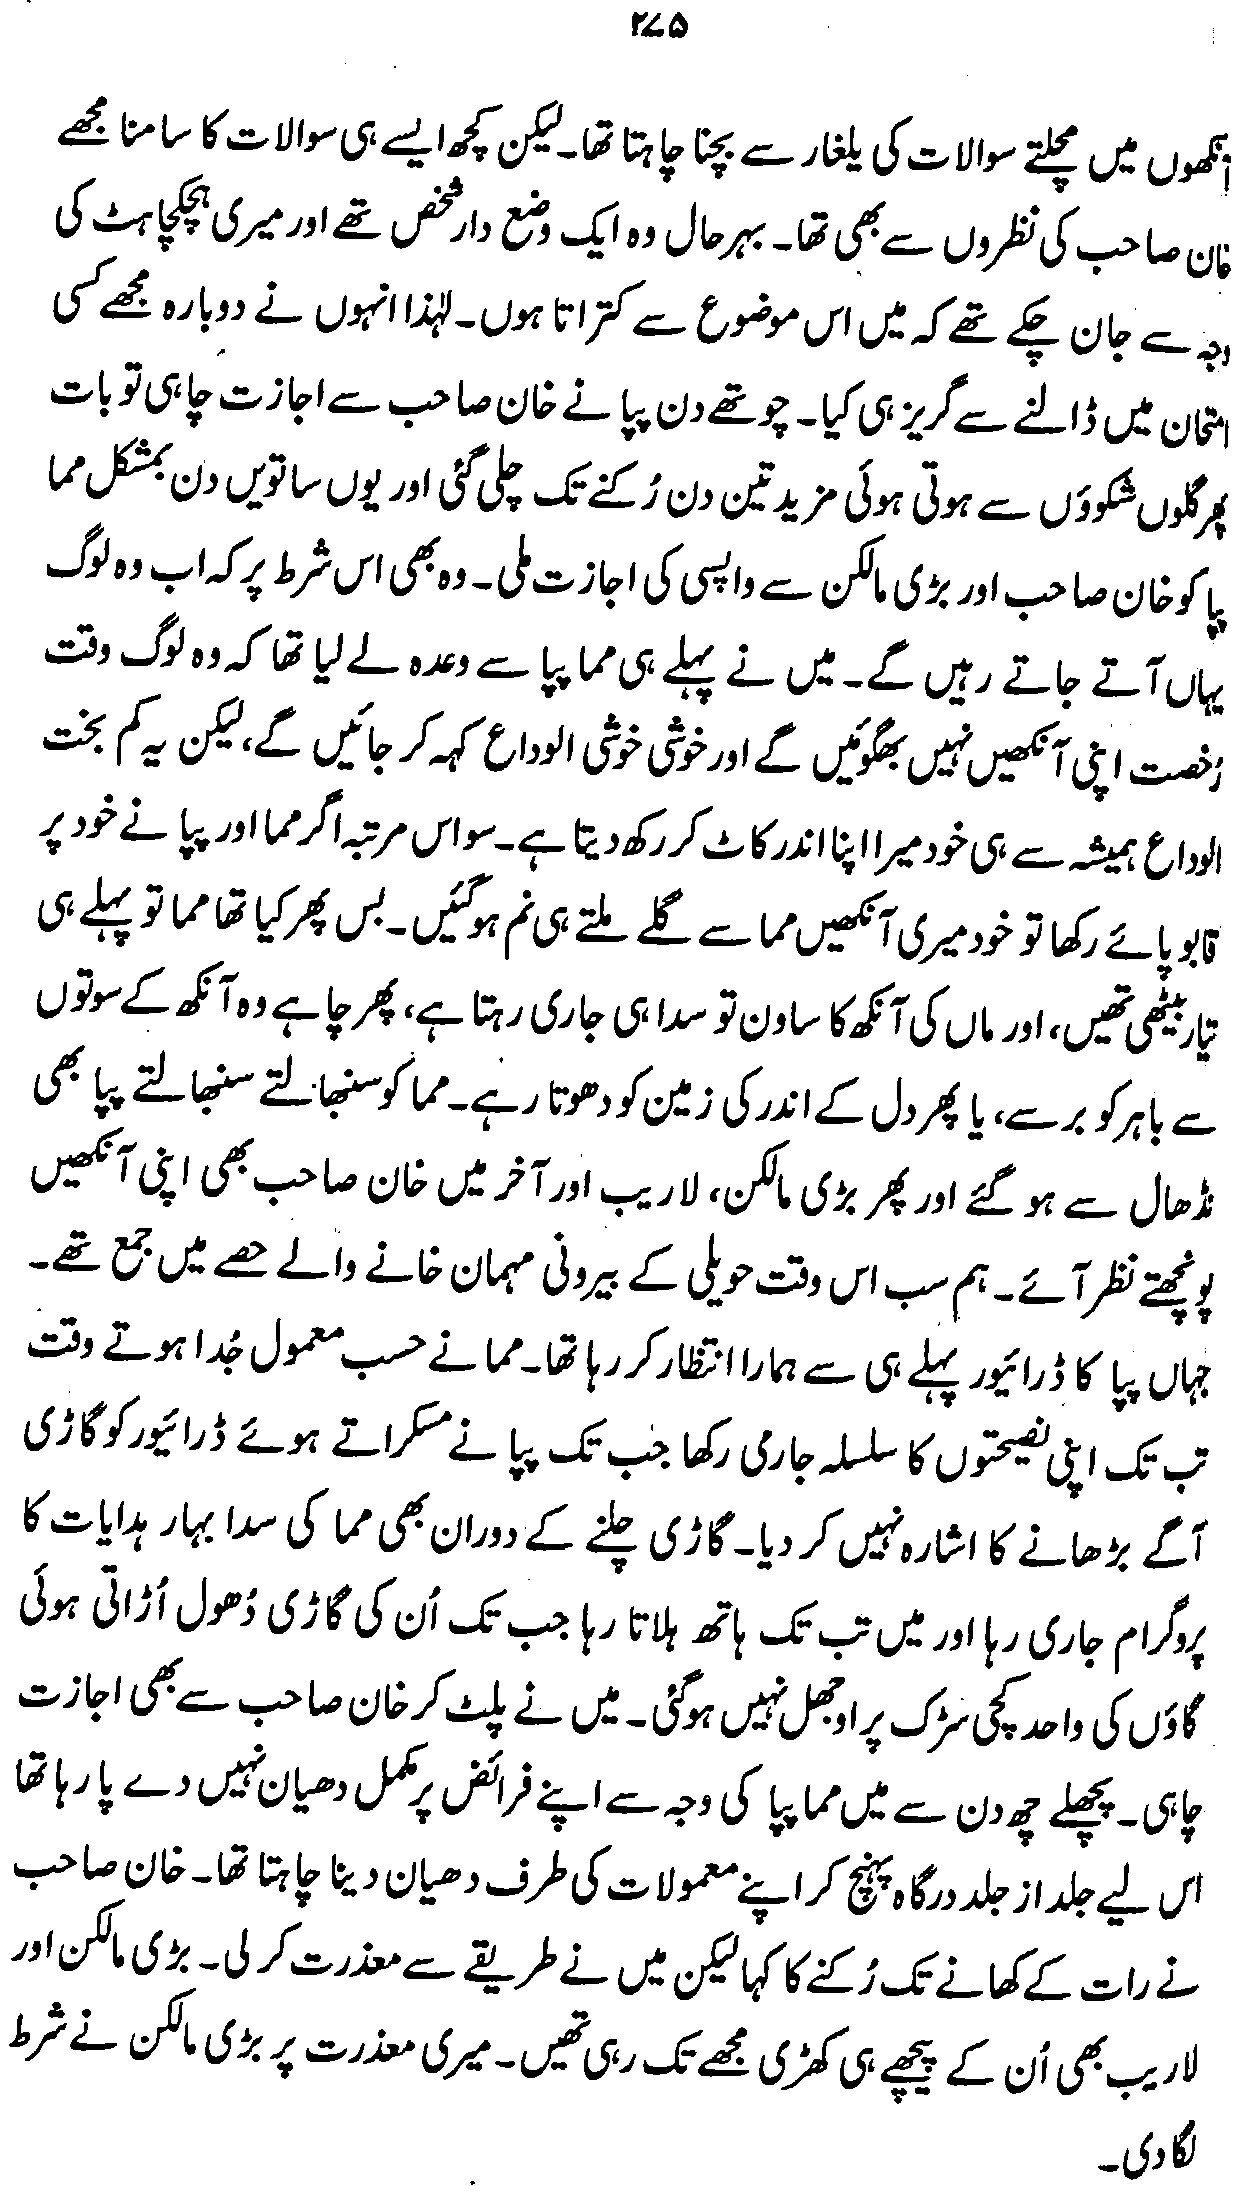 ۲۷۵
آنکھوں میں مچلتے سوالات کی یلغار سے بچنا چاہتا تھا۔ لیکن کچھ ایسے ہی سوالات کا سامنا مجھے
خان صاحب کی نظروں سے بھی تھا۔ بہرحال وہ ایک وضع دار شخص تھے اور میری ہچکچاہٹ کی
وجہ سے جان چکے تھے کہ میں اس موضوع سے کتراتا ہوں۔ لہٰذا انہوں نے دوبارہ مجھے کسی
امتحان میں ڈالنے سے گریز ہی کیا۔ چوتھے دن پپا نے خان صاحب سے اجازت چاہی تو بات
پھر گلوں شکوؤں سے ہوتی ہوئی مزید تین دن رُکنے تک چلی گئی اور یوں ساتویں دن بمشکل مما
پپا کو خان صاحب اور بڑی مالکن سے واپسی کی اجازت ملی۔ وہ بھی اس شرط پر کہ اب وہ لوگ
یہاں آتے جاتے رہیں گے۔ میں نے پہلے ہی مما پپا سے وعدہ لے لیا تھا کہ وہ لوگ وقت
رُخصت اپنی آنکھیں نہیں بھگوئیں گے اور خوشی خوشی الوداع کہہ کر جائیں گے، لیکن یہ کم بخت
الوداع ہمیشہ سے ہی خود میرا اپنا اندر کاٹ کر رکھ دیتا ہے۔ سو اس مرتبہ اگر مما اور پپا نے خود پر
قابو پائے رکھا تو خود میری آنکھیں مما سے گلے ملتے ہی نم ہو گئیں۔ بس پھر کیا تھا مما تو پہلے ہی
تیار بیٹھی تھیں، اور ماں کی آنکھ کا ساون تو سدا ہی جاری رہتا ہے، پھر چاہے وہ آنکھ کے سوتوں
سے باہر کو برسے، یا پھر دل کے اندر کی زمین کو دھوتا رہے۔ مما کو سنبھالتے سنبھالتے پپا بھی
نڈھال سے ہو گئے اور پھر بڑی مالکن، لاریب اور آخر میں خان صاحب بھی اپنی آنکھیں
پونچھتے نظر آئے۔ ہم سب اس وقت حویلی کے بیرونی مہمان خانے والے حصے میں جمع تھے۔
جہاں پپا کا ڈرائیور پہلے ہی سے ہمارا انتظار کر رہا تھا۔ مما نے حسب معمول جُدا ہوتے وقت
تب تک اپنی نصیحتوں کا سلسلہ جاری رکھا جب تک پپا نے مسکراتے ہوئے ڈرائیور کو گاڑی
آگے بڑھانے کا اشارہ نہیں کر دیا۔ گاڑی چلنے کے دوران بھی مما کی سدا بہار ہدایات کا
پروگرام جاری رہا اور میں تب تک ہاتھ ہلاتا رہا جب تک اُن کی گاڑی دُھول اُڑاتی ہوئی
گاؤں کی واحد کچی سڑک پر اوجھل نہیں ہو گئی۔ میں نے پلٹ کر خان صاحب سے بھی اجازت
چاہی۔ پچھلے چھ دن سے میں مما پپا کی وجہ سے اپنے فرائض پر مکمل دھیان نہیں دے پا رہا تھا
اس لیے جلد از جلد درگاہ پہنچ کر اپنے معمولات کی طرف دھیان دینا چاہتا تھا۔ خان صاحب
نے رات کے کھانے تک رُکنے کا کہا لیکن میں نے طریقے سے معذرت کر لی۔ بڑی مالکن اور
لاریب بھی اُن کے پیچھے ہی کھڑی مجھے تک رہی تھیں۔ میری معذرت پر بڑی مالکن نے شرط
لگا دی۔